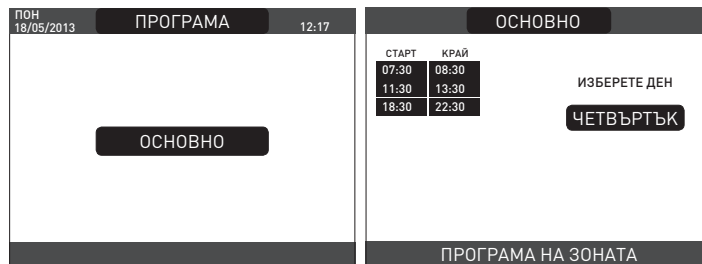 ПОН
18/05/2013
ПРОГРАМА
12:17
ОСНОВНО
ОСНОВНО
СТАРТ КРАЙ
07:30 08:30
11:30 13:30
18:30 22:30
ИЗБЕРЕТЕ ДЕН
ЧЕТВЪРТЪК
ПРОГРАМА НА ЗОНАТА